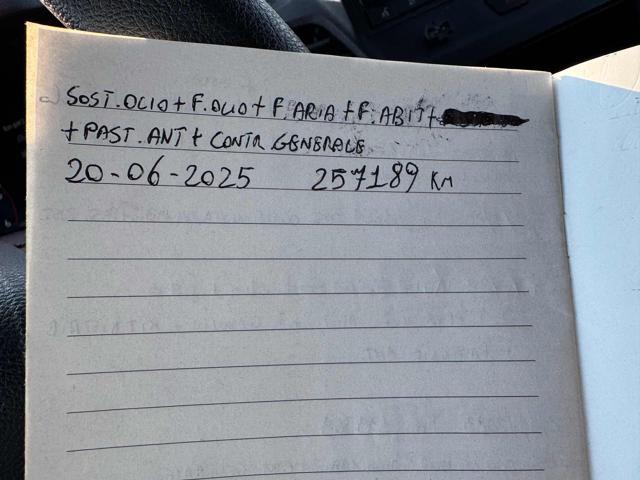 SOST. OLIO + F. OLIO + F. ARIA + F. ABIT +
+ PAST. ANT + CONTR GENERALE
20-06-2025 257189 KM